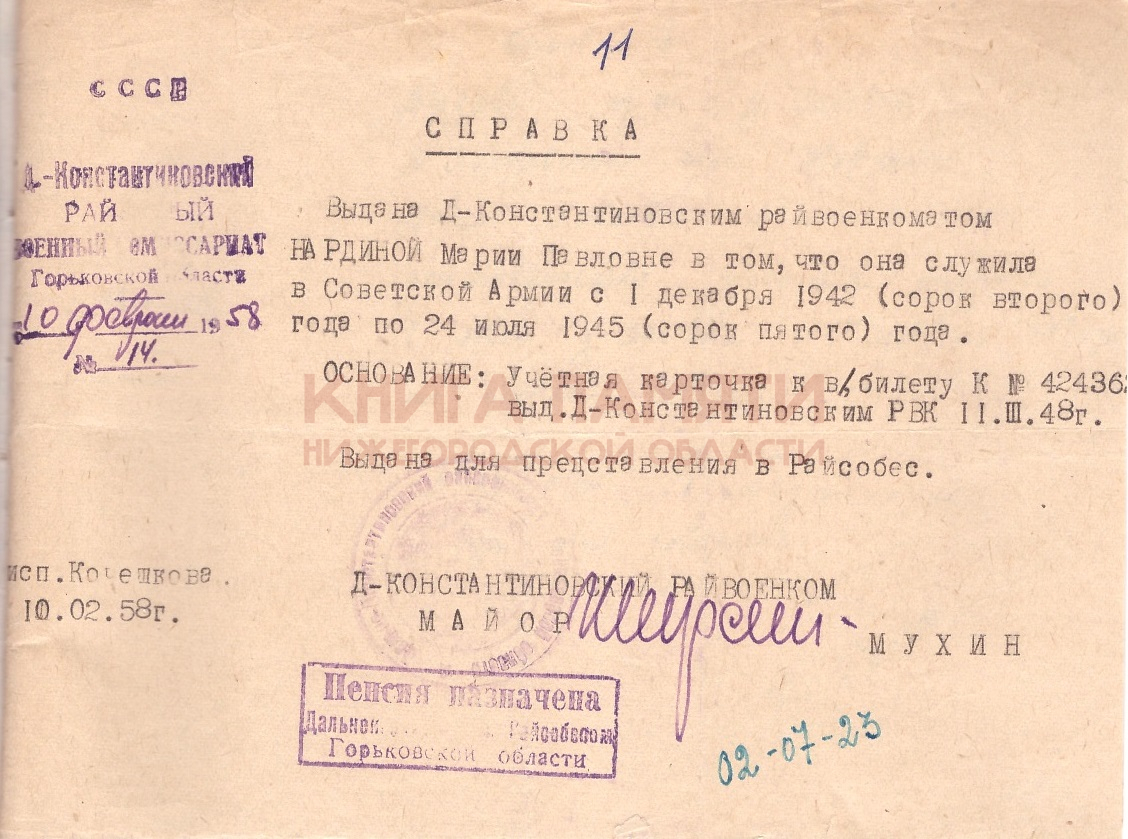 11
СССР
СПРАВКА
Д.-Константиновский
РАЙ ЫЙ
ВОЕННЫЙ
Горьковской
10 февраля 1958
№ 14.
Выдана Д-Константиновским райвоенкоматом
НАРДИНОЙ Марии Павловне в том, что она служила
в Советской Армии с I декабря 1942 (сорок второго)
года по 24 июля 1945 (сорок пятого) года.
ОСНОВАНИЕ: Учётная карточка к в/билету К № 424362
выд.Д-Константиновским РВК II.III.48г.
КНИГА ПАМЯТИ
НИЖЕГОРОДСКОЙ ОБЛАСТИ
Выдана для представления в Райсобес.
исп.Кочешкова.
10.02.58г.
Д-КОНСТАНТИНОВСКИЙ РАЙВОЕНКОМ
МАЙОР
МУХИН
Пенсия назначена
Райсобесом
Горьковской области
02-07-23